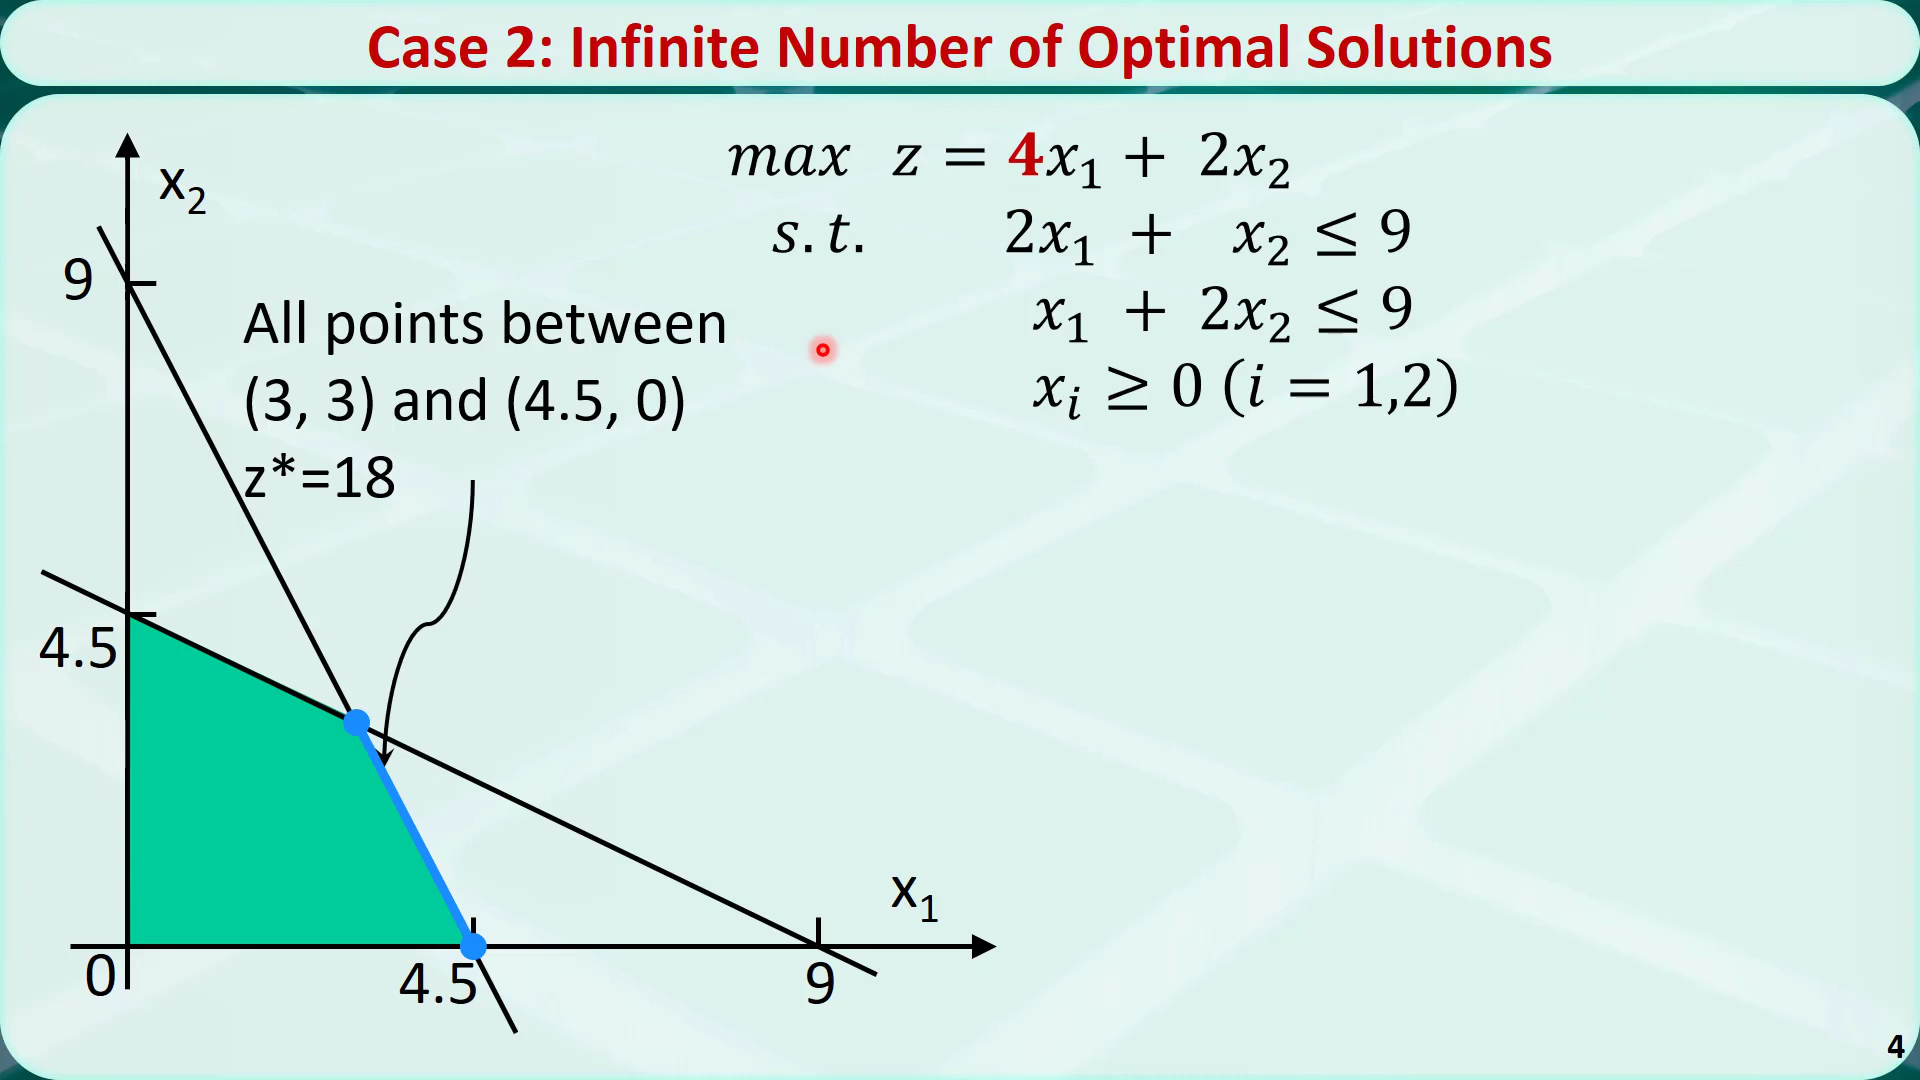 Case 2: Infinite Number of Optimal Solutions
max z = 4x₁ + 2x₂
s.t. 2x₁ + x₂ ≤ 9
x₁ + 2x₂ ≤ 9
xᵢ ≥ 0 (i = 1,2)
x₂
9
All points between
(3, 3) and (4.5, 0)
z*=18
4.5
x₁
0
4.5
9
4